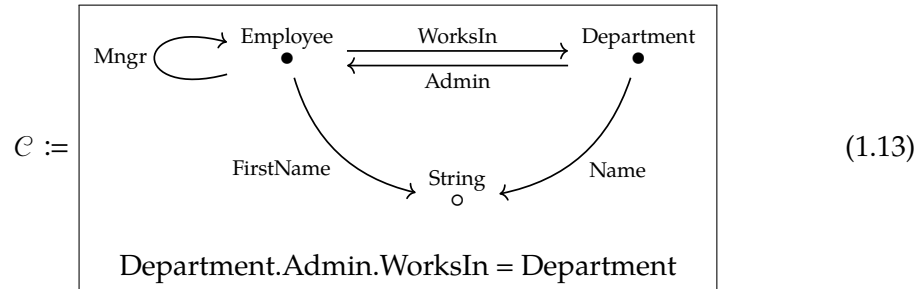 Employee WorksIn Department
Mngr
Admin
𝒞 := (1.13)
FirstName String Name
Department.Admin.WorksIn = Department